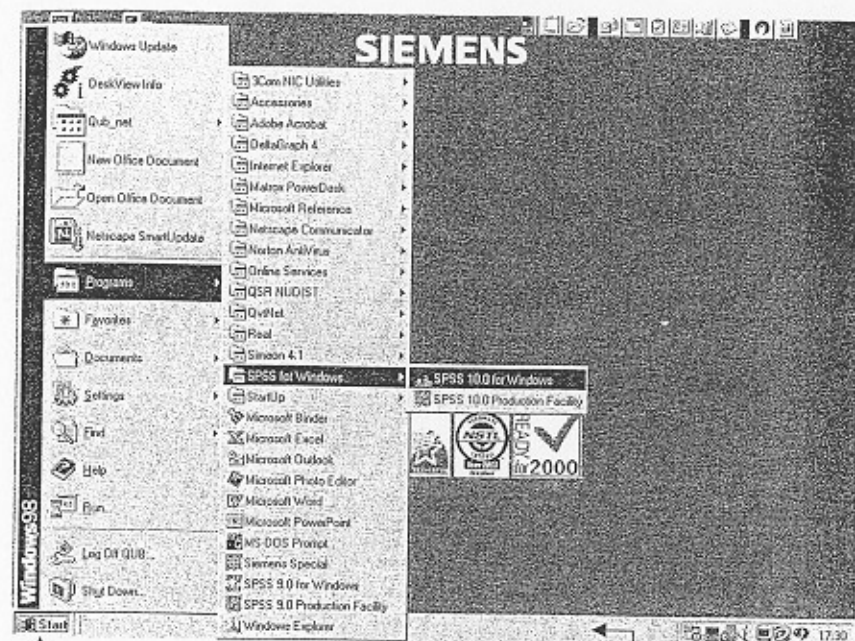 SIEMENS
Windows Update
DeskView Info
Qub_net
New Office Document
Open Office Document
Netscape SmartUpdate
Programs
Favorites
Documents
Settings
Find
Help
Run...
Log Off QUB...
Shut Down...
Windows98
3Com NIC Utilities
Accessories
Adobe Acrobat
DeltaGraph 4
Internet Explorer
Matrox PowerDesk
Microsoft Reference
Netscape Communicator
Norton AntiVirus
Online Services
QSR NUDIST
QvtNet
Real
Simeon 4.1
SPSS for Windows
StartUp
Microsoft Binder
Microsoft Excel
Microsoft Outlook
Microsoft Photo Editor
Microsoft Word
Microsoft PowerPoint
MS-DOS Prompt
Siemens Special
SPSS 9.0 for Windows
SPSS 9.0 Production Facility
Windows Explorer
SPSS 10.0 for Windows
SPSS 10.0 Production Facility
NSTL
READY
for 2000
Start
17:32